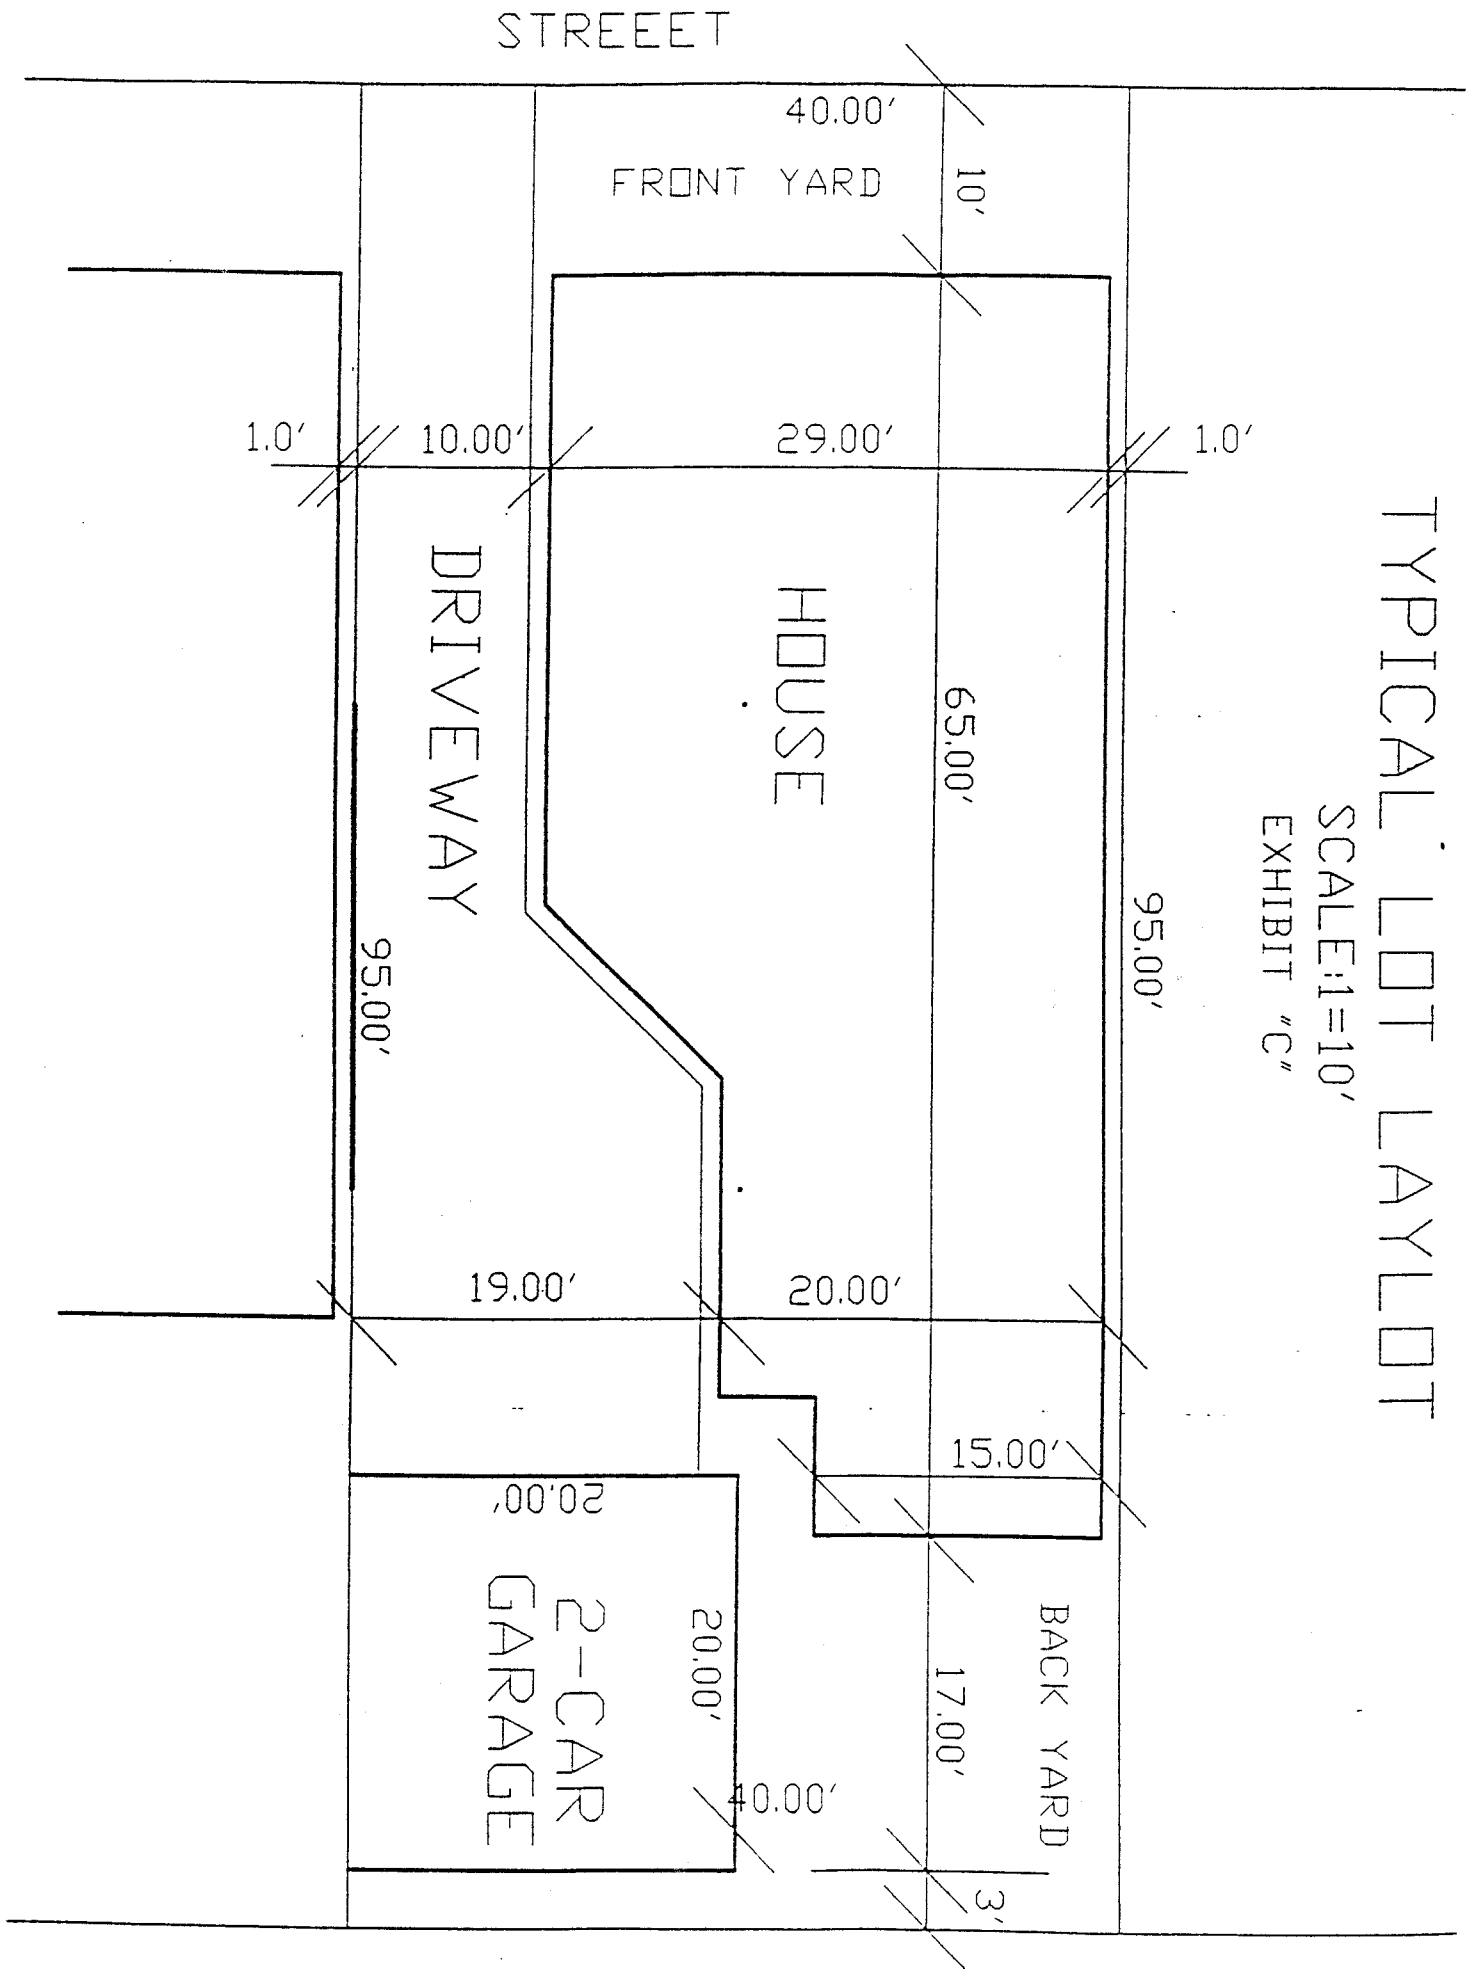 STREEET
40.00'
FRONT YARD
10'
1.0'
10.00'
29.00'
1.0'
TYPICAL LOT LAYLOT
SCALE:1=10'
EXHIBIT "C"
DRIVEWAY
HOUSE
65.00'
95.00'
95.00'
19.00'
20.00'
15.00'
20.00'
2-CAR
GARAGE
20.00'
40.00'
17.00'
BACK YARD
3'